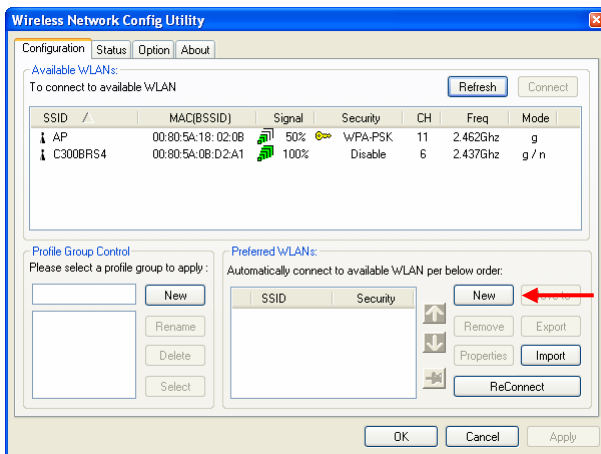 Wireless Network Config Utility
Configuration Status Option About
Available WLANs:
To connect to available WLAN
Refresh Connect
SSID MAC(BSSID) Signal Security CH Freq Mode
AP 00:80:5A:18:02:0B 50% WPA-PSK 11 2.462Ghz g
C300BRS4 00:80:5A:0B:D2:A1 100% Disable 6 2.437Ghz g / n
Profile Group Control
Please select a profile group to apply :
New
Rename
Delete
Select
Preferred WLANs:
Automatically connect to available WLAN per below order:
SSID Security
New
Remove Export
Properties Import
ReConnect
OK Cancel Apply